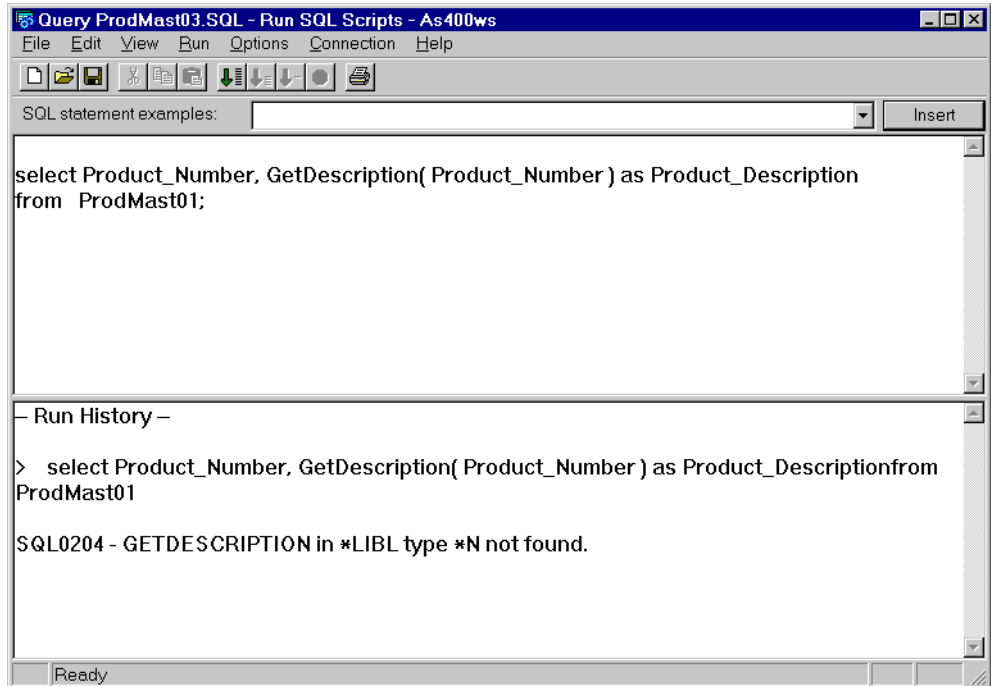 Query ProdMast03.SQL - Run SQL Scripts - As400ws
File Edit View Run Options Connection Help
SQL statement examples:
Insert
select Product_Number, GetDescription( Product_Number ) as Product_Description
from ProdMast01;
– Run History –
> select Product_Number, GetDescription( Product_Number ) as Product_Descriptionfrom
ProdMast01
SQL0204 - GETDESCRIPTION in *LIBL type *N not found.
Ready